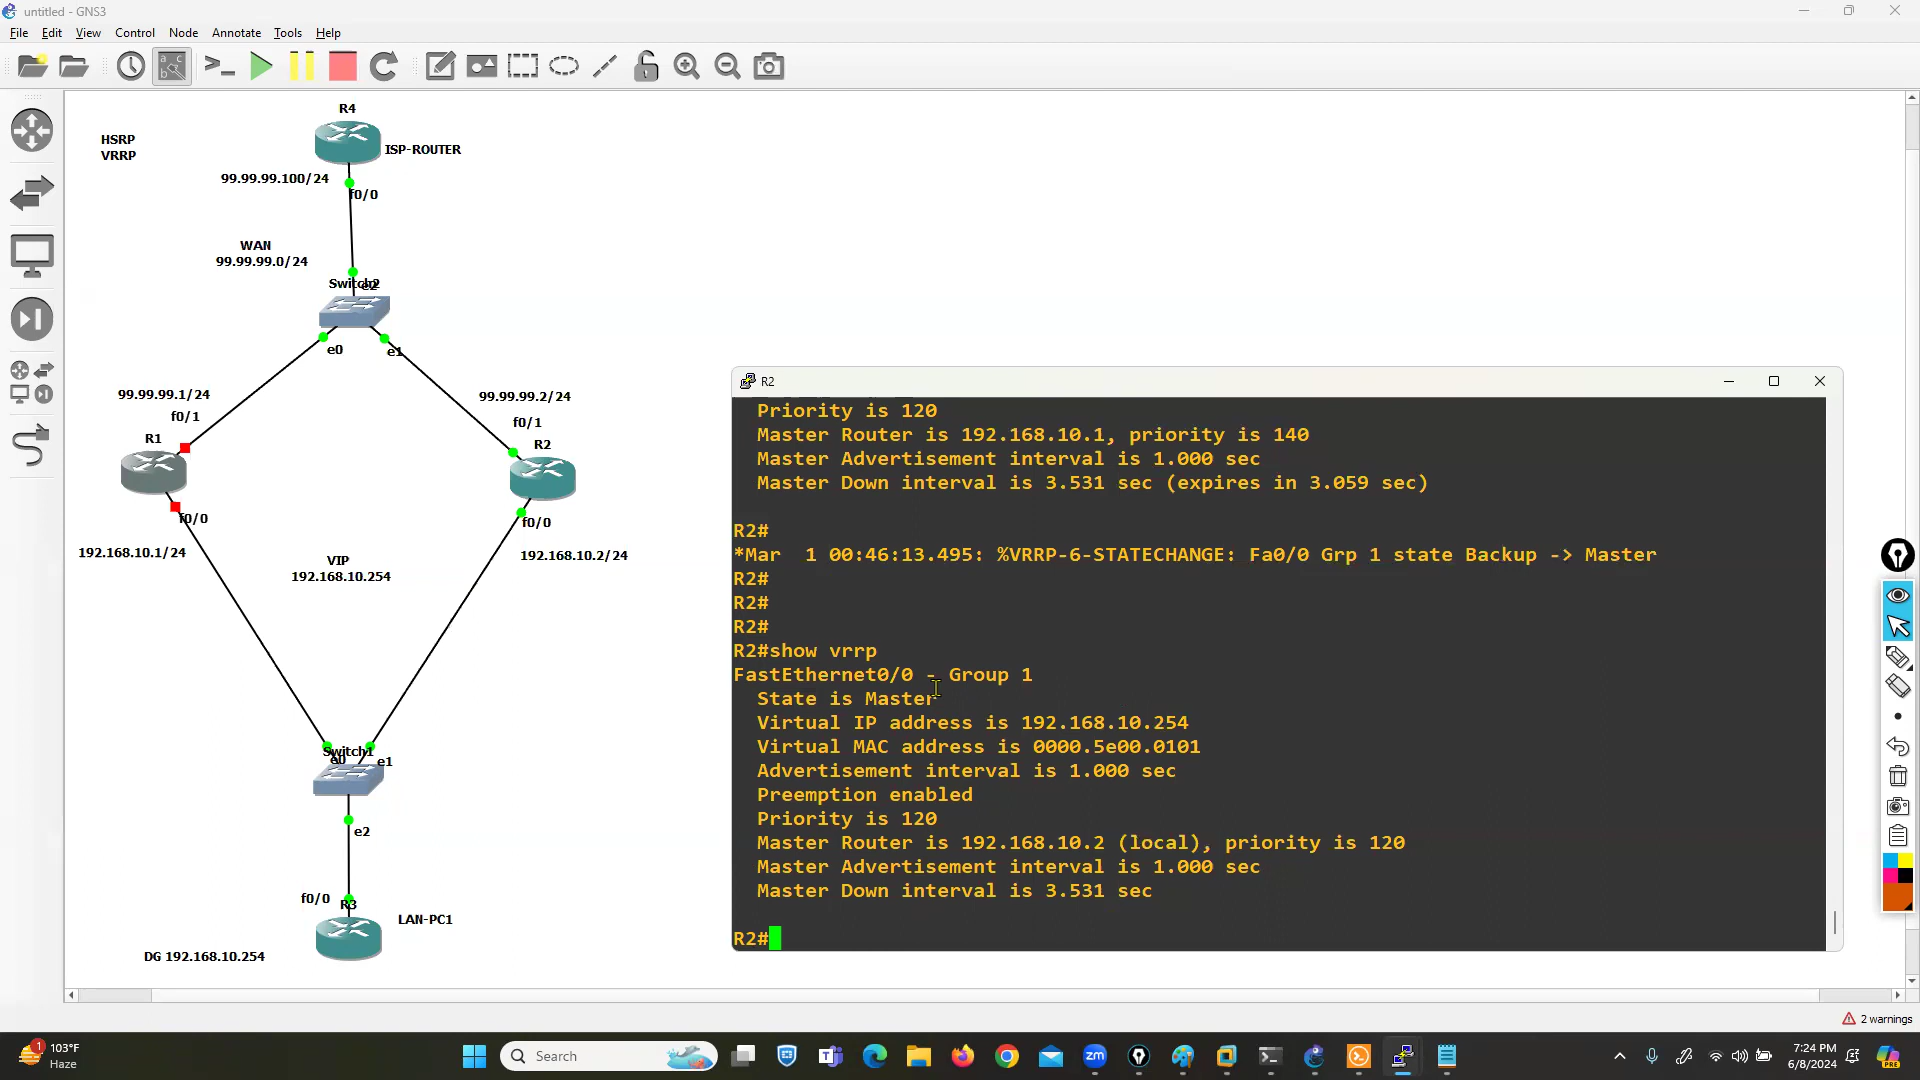 untitled - GNS3
File Edit View Control Node Annotate Tools Help
R4
HSRP
VRRP
ISP-ROUTER
99.99.99.100/24
f0/0
WAN
99.99.99.0/24
Switch2
e2
e0
e1
99.99.99.1/24
99.99.99.2/24
f0/1
f0/1
R1
R2
f0/0
f0/0
192.168.10.1/24
192.168.10.2/24
VIP
192.168.10.254
Switch1
e0
e1
e2
f0/0
R3
LAN-PC1
DG 192.168.10.254
R2
Priority is 120
Master Router is 192.168.10.1, priority is 140
Master Advertisement interval is 1.000 sec
Master Down interval is 3.531 sec (expires in 3.059 sec)
R2#
*Mar  1 00:46:13.495: %VRRP-6-STATECHANGE: Fa0/0 Grp 1 state Backup -> Master
R2#
R2#
R2#
R2#show vrrp
FastEthernet0/0 - Group 1
State is Master
Virtual IP address is 192.168.10.254
Virtual MAC address is 0000.5e00.0101
Advertisement interval is 1.000 sec
Preemption enabled
Priority is 120
Master Router is 192.168.10.2 (local), priority is 120
Master Advertisement interval is 1.000 sec
Master Down interval is 3.531 sec
R2#
2 warnings
1
103°F
Haze
Search
zm
7:24 PM
6/8/2024
PRE